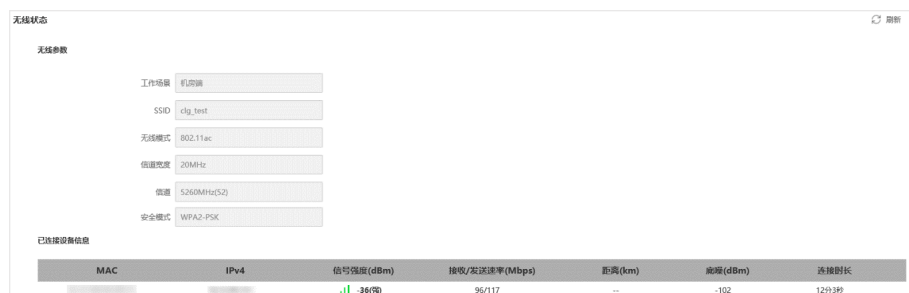 无线状态 刷新
无线参数
工作场景 机房端
SSID clg_test
无线模式 802.11ac
信道宽度 20MHz
信道 5260MHz(52)
安全模式 WPA2-PSK
已连接设备信息
MAC IPv4 信号强度(dBm) 接收/发送速率(Mbps) 距离(km) 底噪(dBm) 连接时长
-36(强) 96/117 -- -102 12分3秒